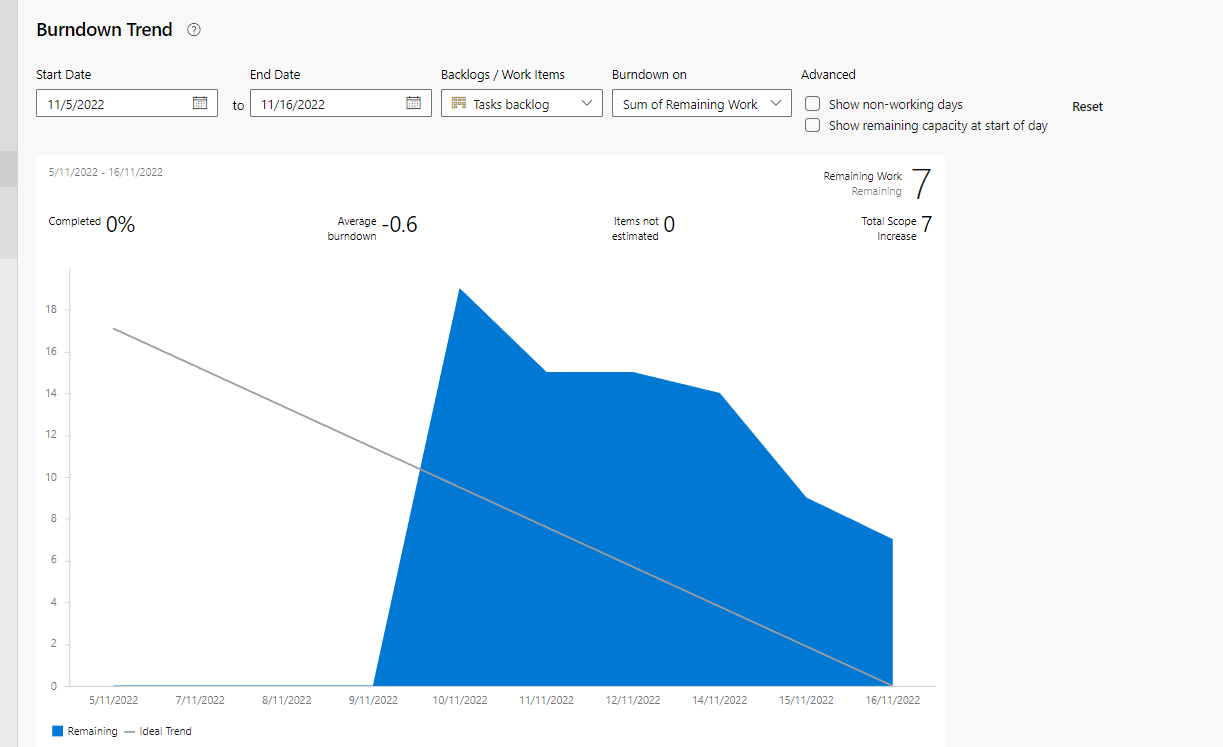 Burndown Trend
Start Date
End Date
Backlogs / Work Items
Burndown on
Advanced
11/5/2022
to
11/16/2022
Tasks backlog
Sum of Remaining Work
Show non-working days
Show remaining capacity at start of day
Reset
5/11/2022 - 16/11/2022
Remaining Work
Remaining
7
Completed 0%
Average
burndown
-0.6
Items not
estimated
0
Total Scope
Increase
7
18
16
14
12
10
8
6
4
2
0
5/11/2022 7/11/2022 8/11/2022 9/11/2022 10/11/2022 11/11/2022 12/11/2022 14/11/2022 15/11/2022 16/11/2022
Remaining Ideal Trend